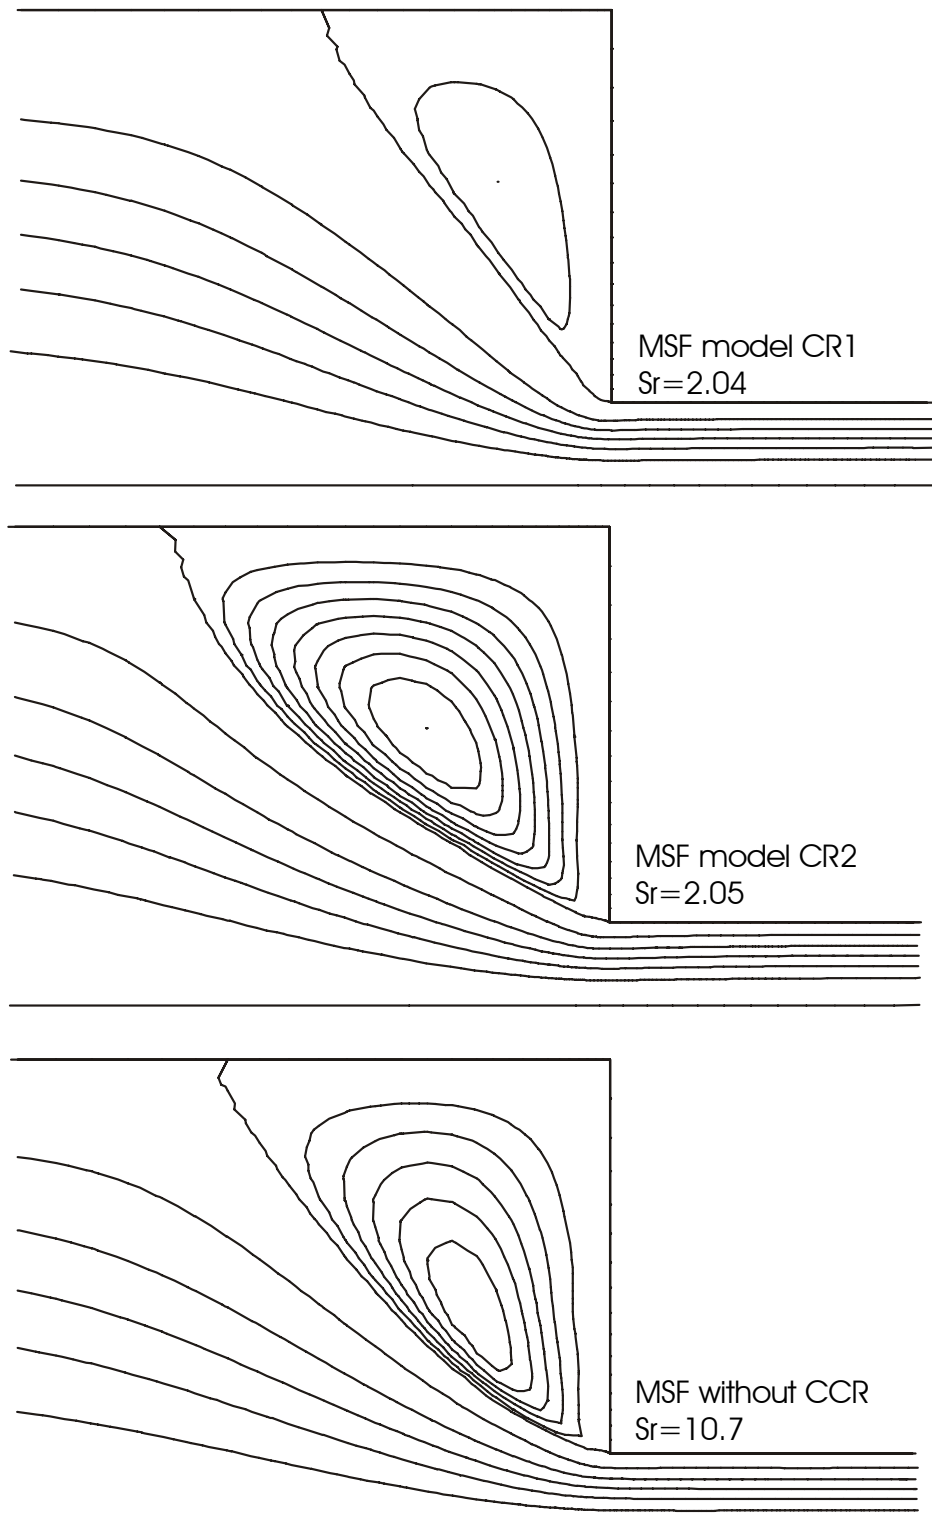 MSF model CR1
Sr=2.04
MSF model CR2
Sr=2.05
MSF without CCR
Sr=10.7